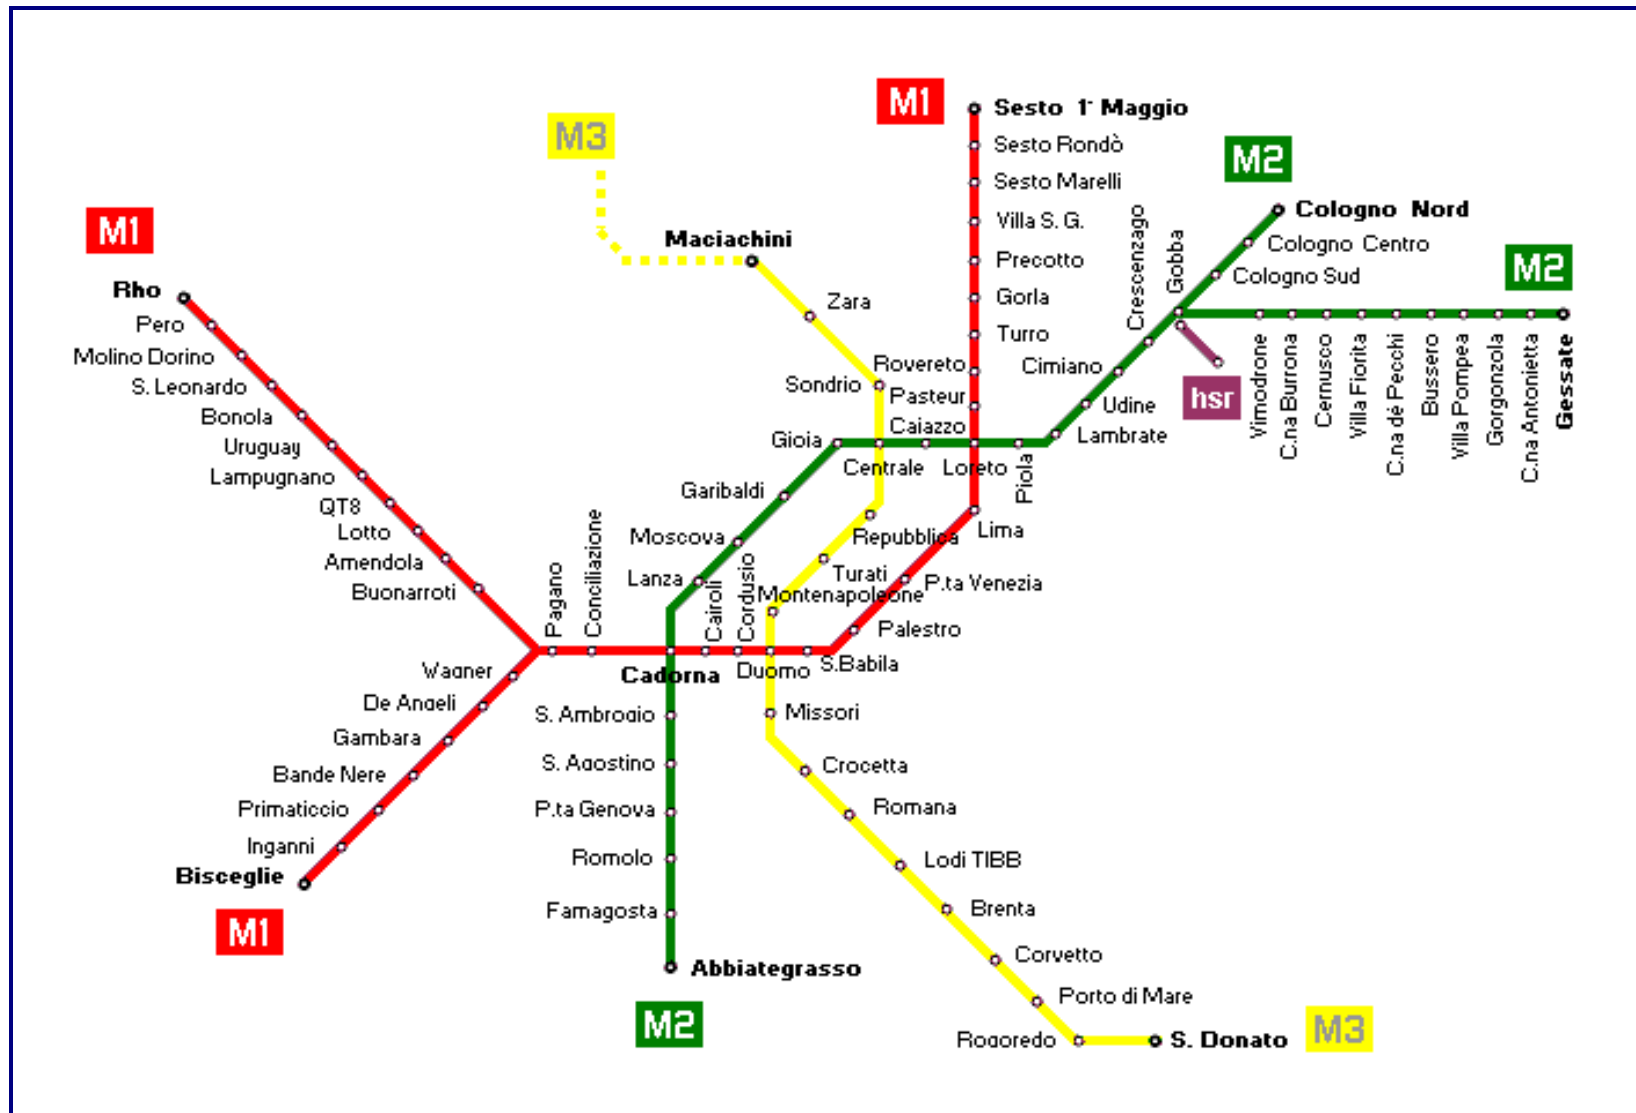 M1
Sesto 1° Maggio
M3
Sesto Rondò
M2
Sesto Marelli
Cologno Nord
Villa S. G.
M1
Maciachini
Crescenzago
Gobba
Cologno Centro
Precotto
Cologno Sud
M2
Rho
Zara
Gorla
Pero
Turro
Molino Dorino
Rovereto
Cimiano
S. Leonardo
Sondrio
Pasteur
hsr
Vimodrone
C.na Burrona
Cernusco
Villa Fiorita
C.na dè Pecchi
Bussero
Villa Pompea
Gorgonzola
C.na Antonietta
Gessate
Bonola
Udine
Caiazzo
Lambrate
Uruguay
Gioia
Centrale
Loreto
Piola
Lampugnano
Garibaldi
QT8
Lotto
Moscova
Repubblica
Lima
Amendola
Conciliazione
Lanza
Turati
P.ta Venezia
Buonarroti
Pagano
Cairoli
Cordusio
Montenapoleone
Palestro
Wagner
Cadorna
Duomo
S.Babila
De Angeli
S. Ambrogio
Missori
Gambara
S. Agostino
Crocetta
Bande Nere
Primaticcio
P.ta Genova
Romana
Inganni
Romolo
Lodi TIBB
Bisceglie
Famagosta
Brenta
M1
Corvetto
Abbiategrasso
Porto di Mare
M2
Rogoredo
S. Donato
M3